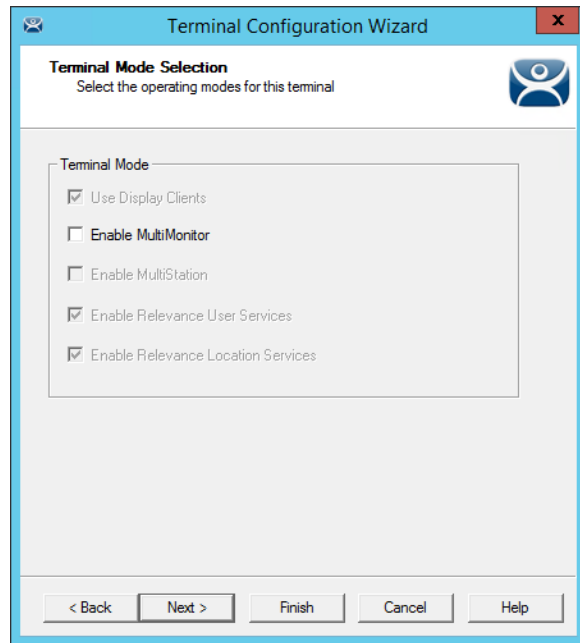 Terminal Configuration Wizard
x
Terminal Mode Selection
Select the operating modes for this terminal
Terminal Mode
Use Display Clients
Enable MultiMonitor
Enable MultiStation
Enable Relevance User Services
Enable Relevance Location Services
< Back Next > Finish Cancel Help